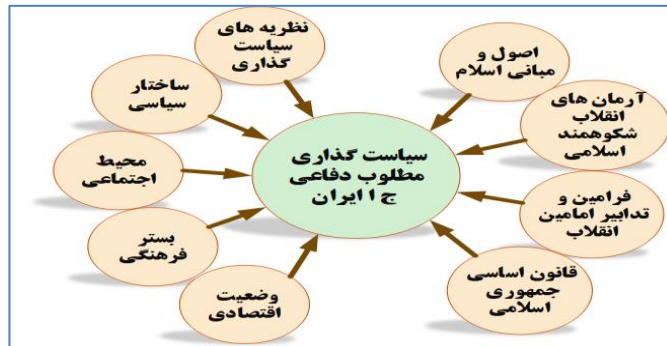 اصول و
مبانی اسلام
آرمان های
انقلاب
شکوهمند
اسلامی
فرامین و
تدابیر امامین
انقلاب
قانون اساسی
جمهوری
اسلامی
سیاست گذاری
مطلوب دفاعی
ج ا ایران
نظریه های
سیاست
گذاری
ساختار
سیاسی
محیط
اجتماعی
بستر
فرهنگی
وضعیت
اقتصادی